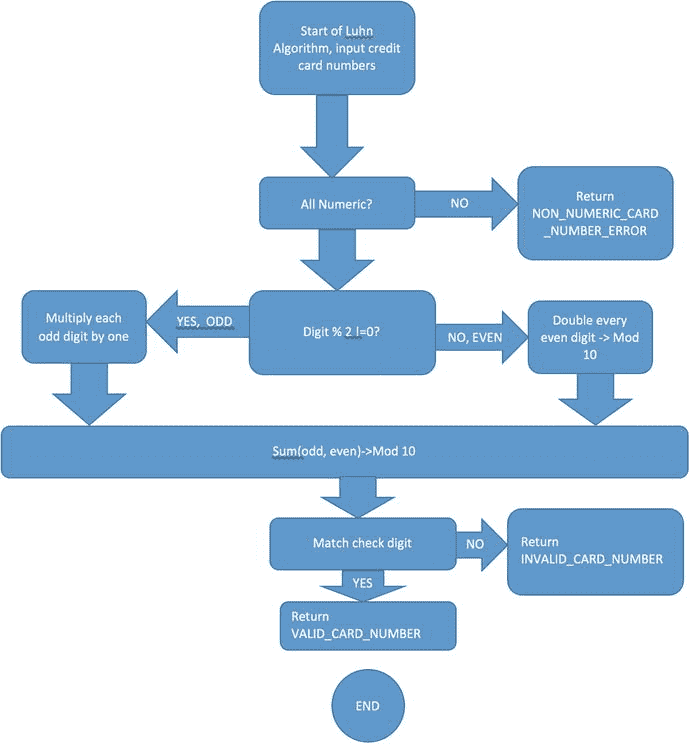 Start of Luhn
Algorithm, input credit
card numbers
All Numeric?
NO
Return
NON_NUMERIC_CARD
_NUMBER_ERROR
Multiply each
odd digit by one
YES, ODD
Digit % 2 !=0?
NO, EVEN
Double every
even digit -> Mod
10
Sum(odd, even)->Mod 10
Match check digit
NO
Return
INVALID_CARD_NUMBER
YES
Return
VALID_CARD_NUMBER
END